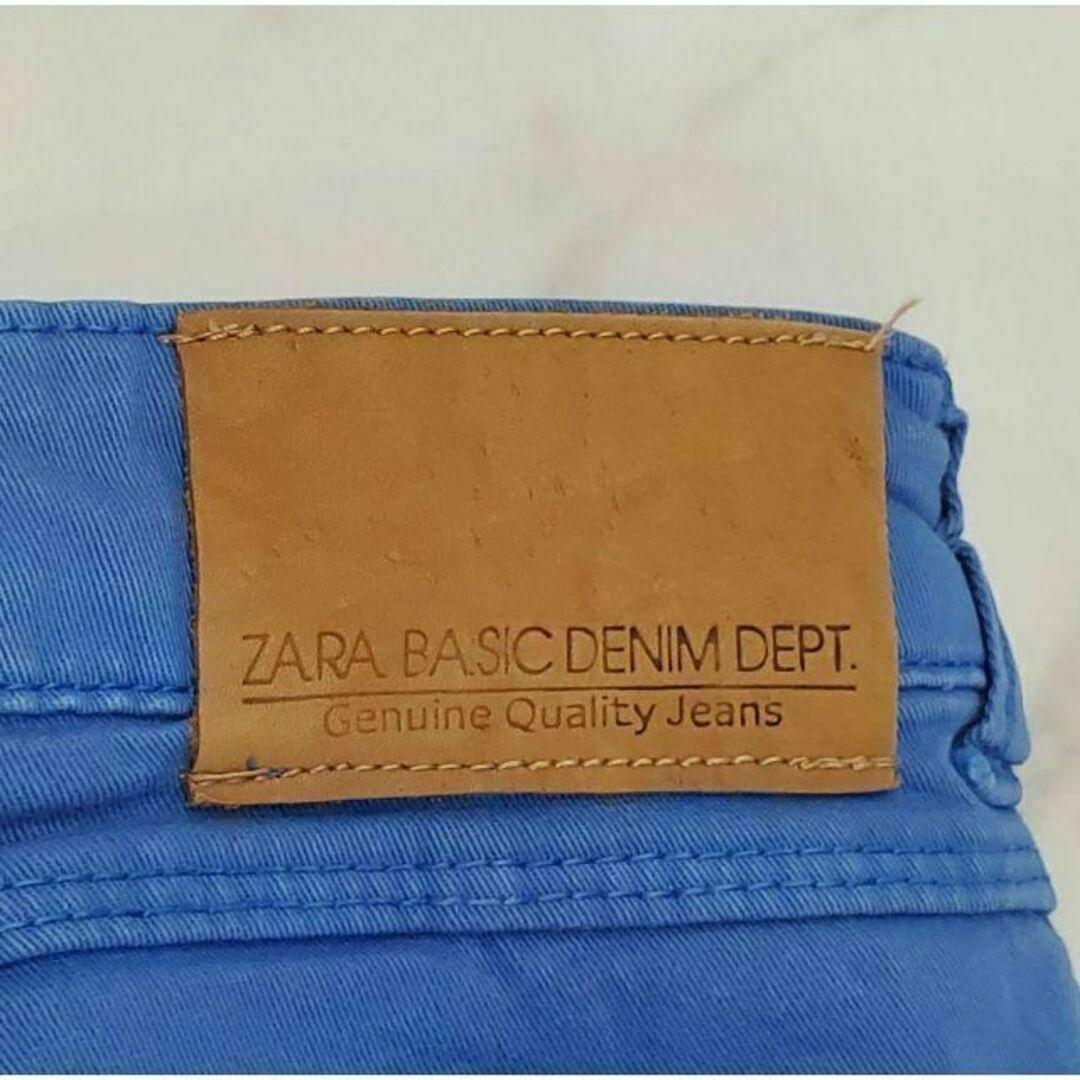 ZARA BASIC DENIM DEPT.
Genuine Quality Jeans